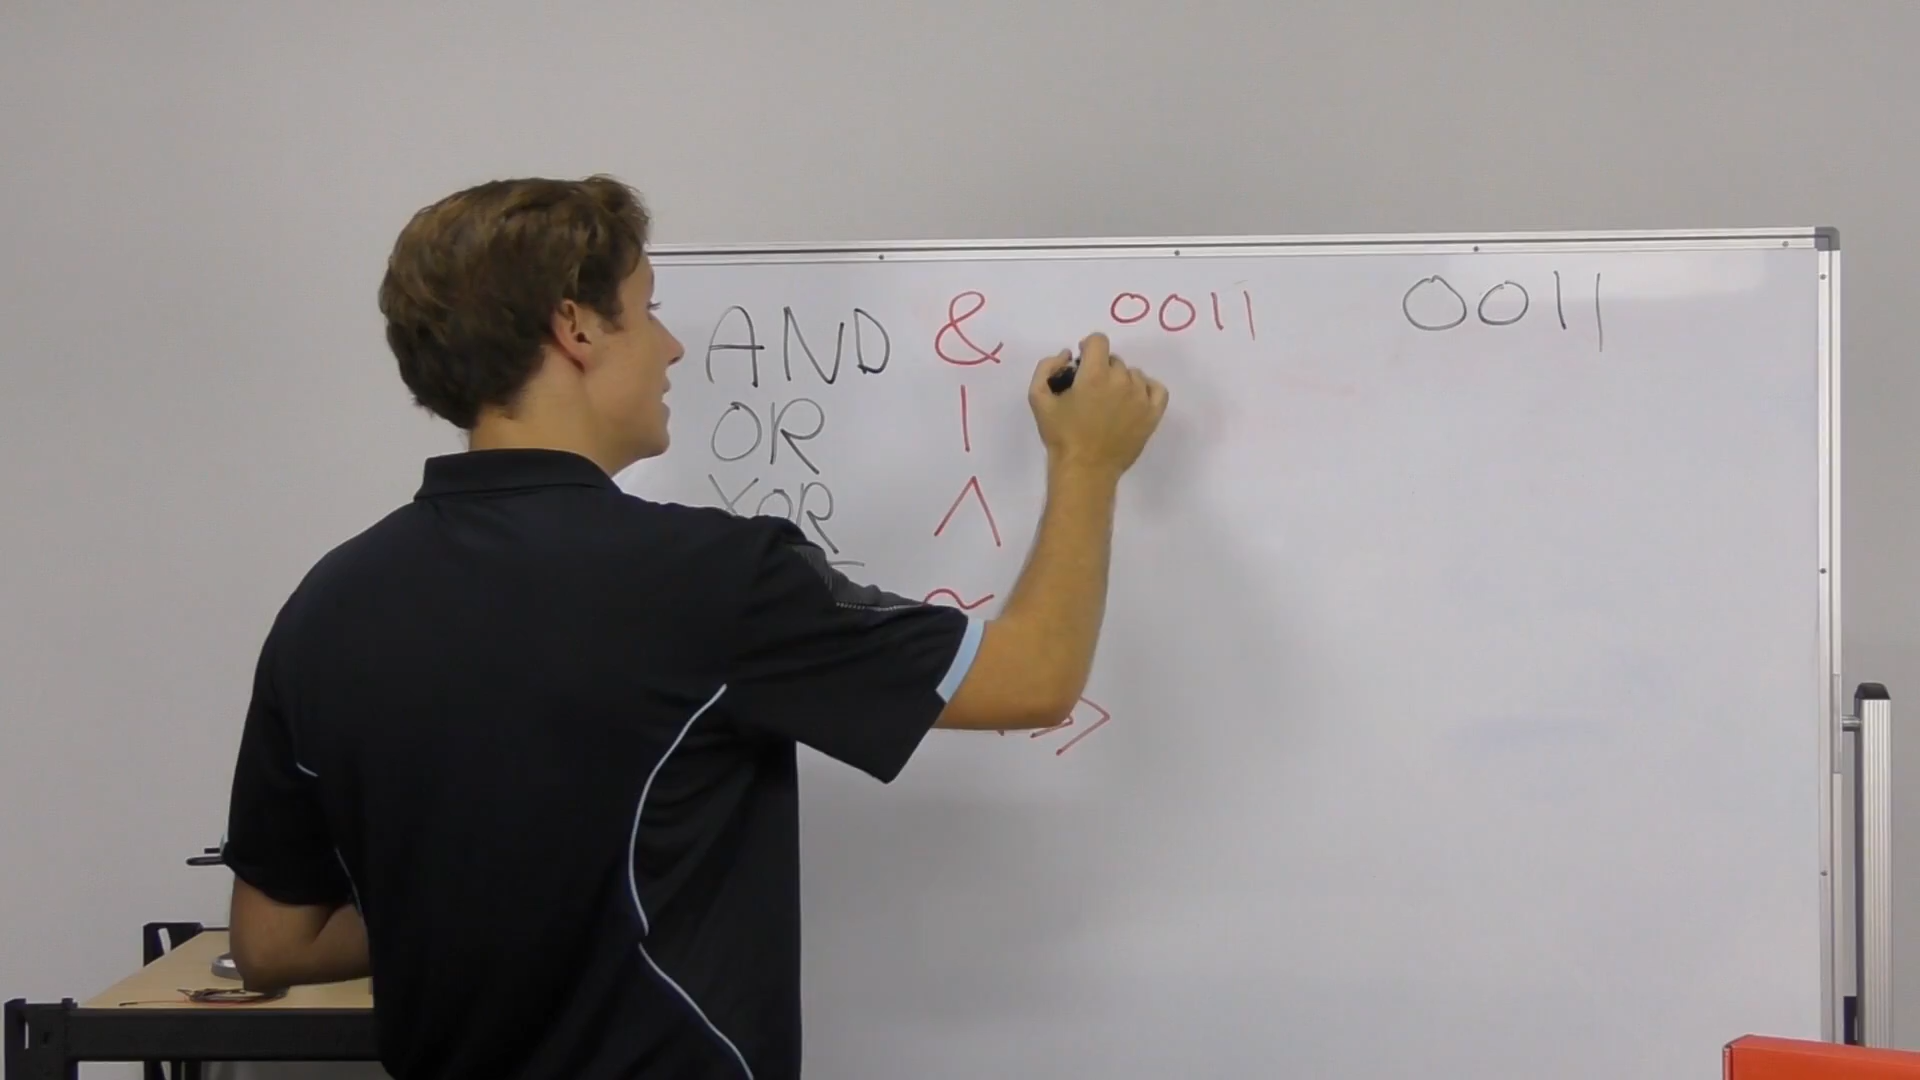 AND & 0011 0011
OR |
XOR ^
~
>>